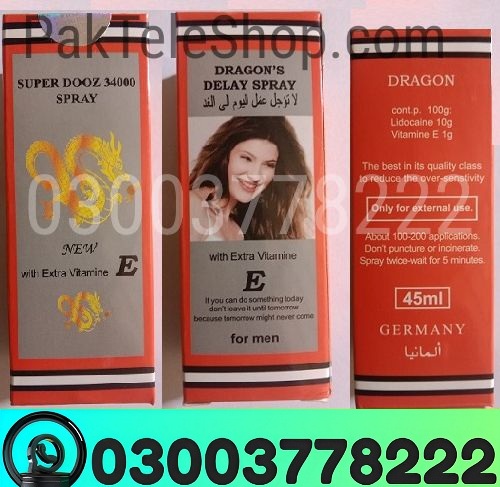 PakTeleShop.com
SUPER DOOZ 34000
SPRAY
NEW
with Extra Vitamine E
DRAGON'S
DELAY SPRAY
لا تؤجل عمل ليوم لى الغد
with Extra Vitamine
E
If you can do something today
don't leave it until tomorrow
because tomorrow might never come
for men
DRAGON
cont.p. 100g:
Lidocaine 10g
Vitamine E 1g
The best in its quality class
to reduce the over-sensitivity
Only for external use.
About 100-200 applications.
Don't puncture or incinerate.
Spray twice-wait for 5 minutes.
45ml
GERMANY
ألمانيا
03003778222
03003778222